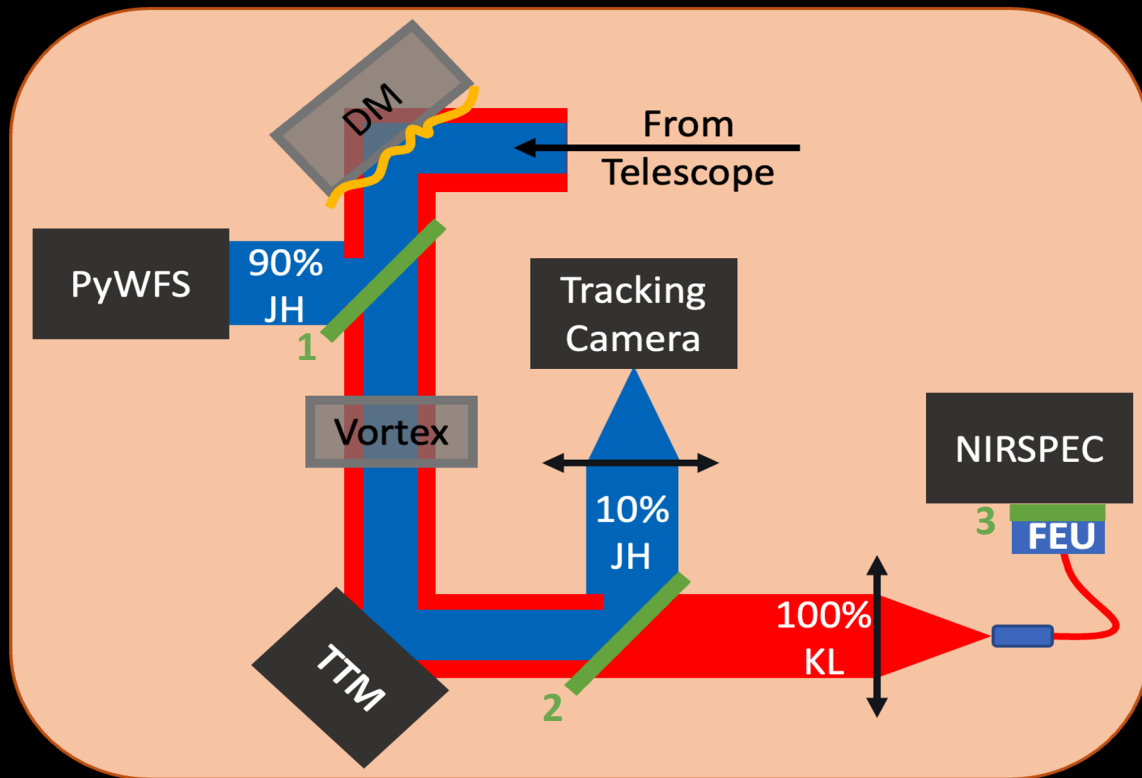 DM
From
Telescope
PyWFS
90%
JH
1
Tracking
Camera
Vortex
NIRSPEC
3
FEU
10%
JH
100%
KL
TTM
2